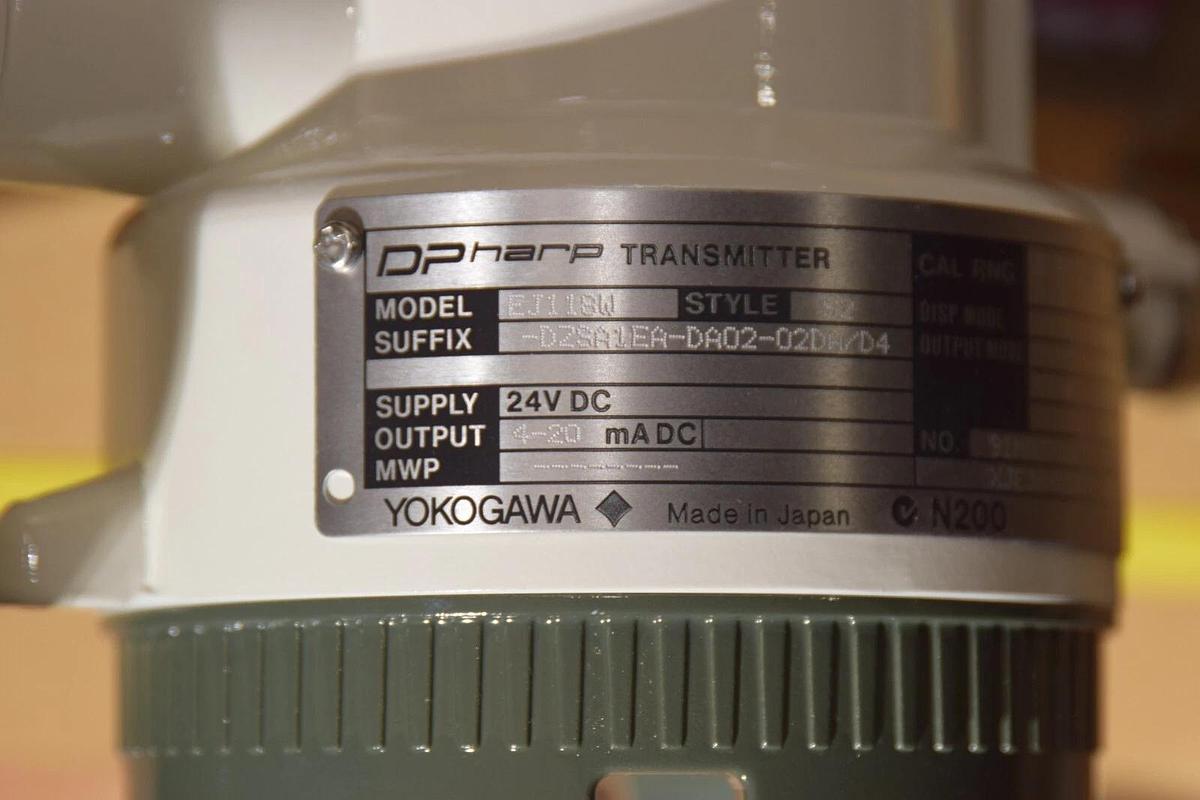 DPharp TRANSMITTER
MODEL EJ118W STYLE S2
SUFFIX -DZSA1EA-DA02-02DA/D4
SUPPLY 24V DC
OUTPUT 4-20 mA DC
MWP
YOKOGAWA Made in Japan N200
CAL RNG
DISP MODE
OUTPUT MODE
NO.